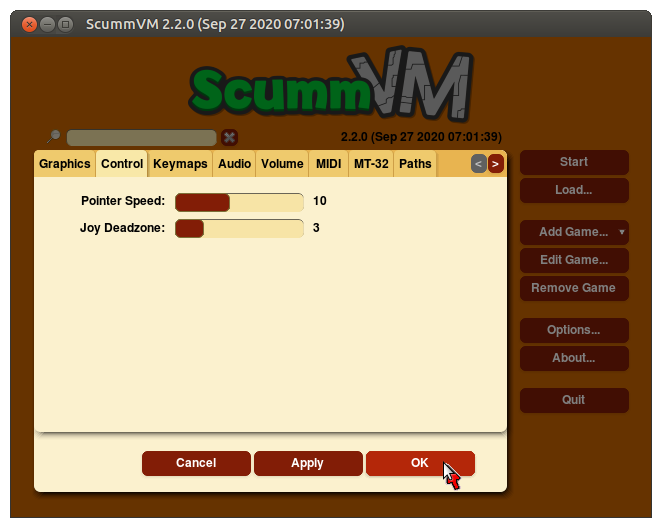 ScummVM 2.2.0 (Sep 27 2020 07:01:39)
ScummVM
2.2.0 (Sep 27 2020 07:01:39)
Graphics Control Keymaps Audio Volume MIDI MT-32 Paths < >
Pointer Speed: 10
Joy Deadzone: 3
Cancel Apply OK
Start
Load...
Add Game...
Edit Game...
Remove Game
Options...
About...
Quit